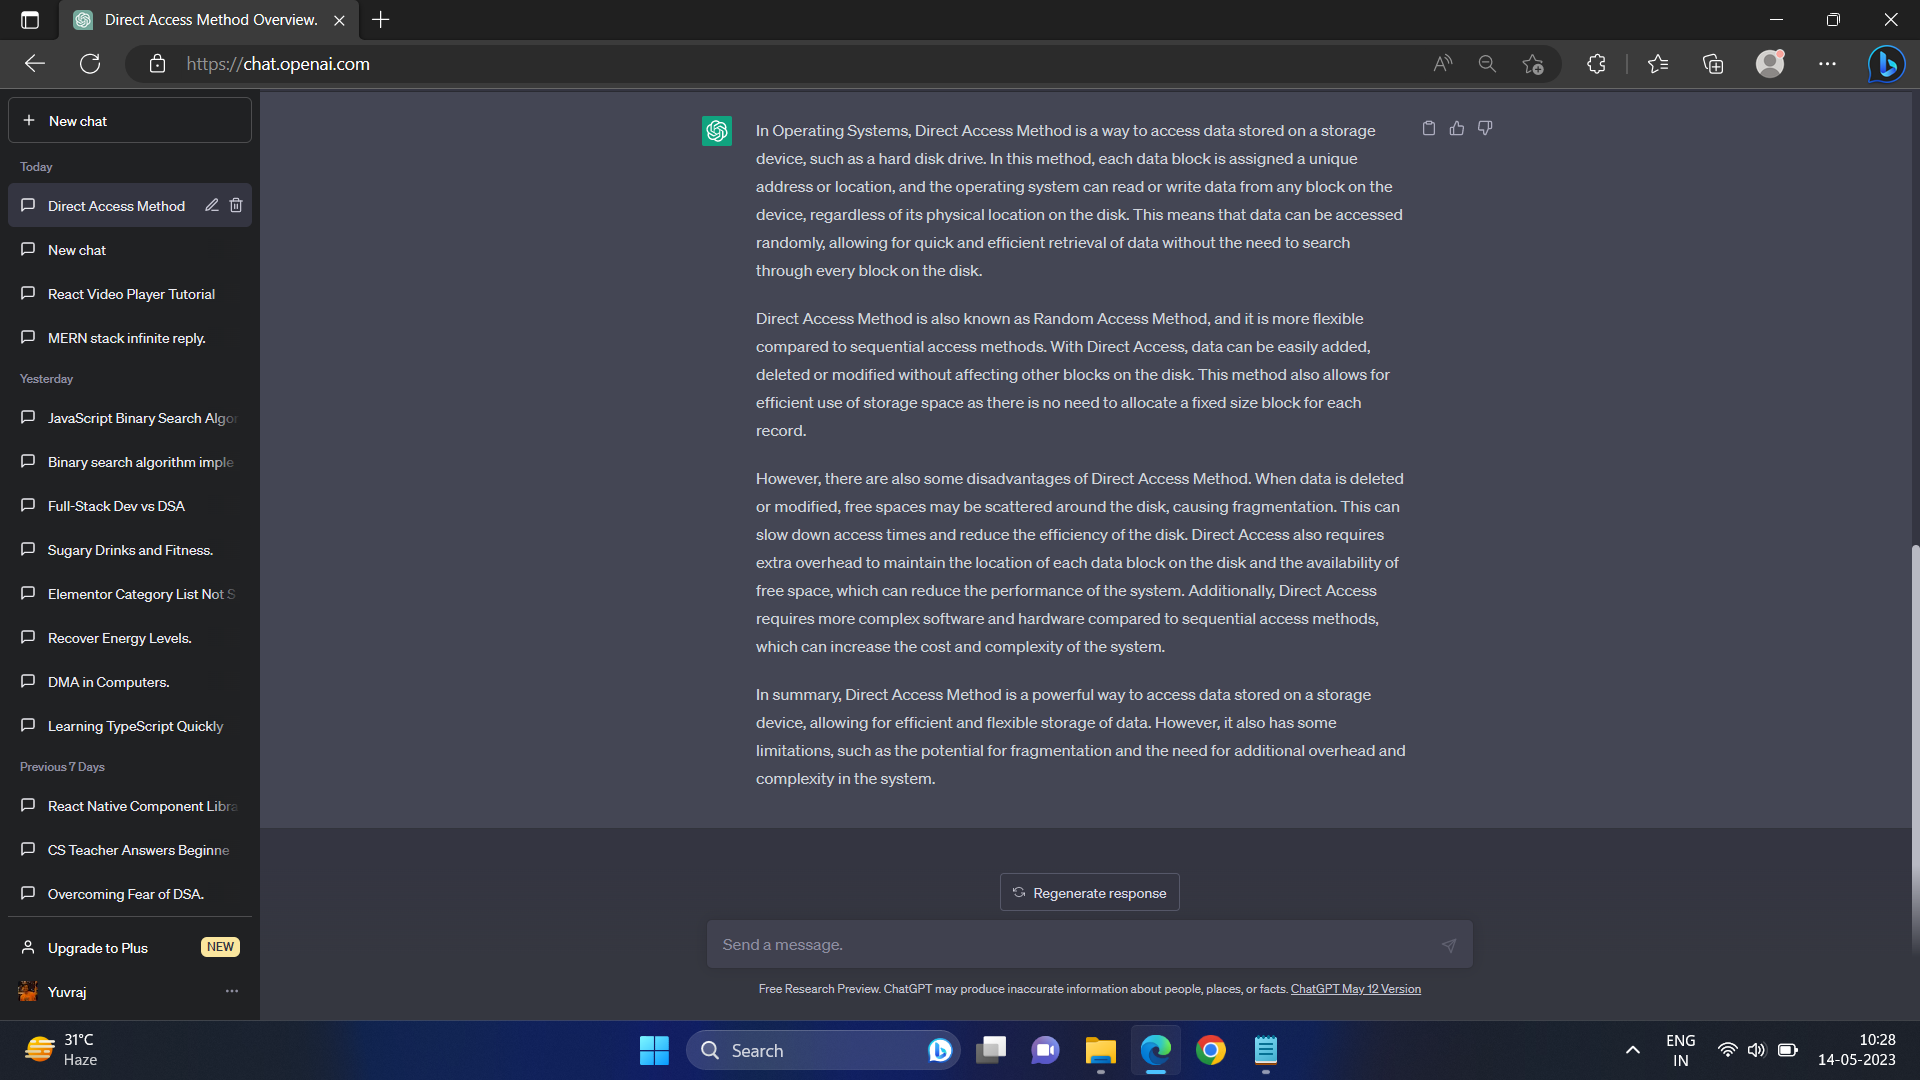 Direct Access Method Overview.
https://chat.openai.com
New chat
Today
Direct Access Method
New chat
React Video Player Tutorial
MERN stack infinite reply.
Yesterday
JavaScript Binary Search Algor
Binary search algorithm imple
Full-Stack Dev vs DSA
Sugary Drinks and Fitness.
Elementor Category List Not S
Recover Energy Levels.
DMA in Computers.
Learning TypeScript Quickly
Previous 7 Days
React Native Component Libra
CS Teacher Answers Beginne
Overcoming Fear of DSA.
Upgrade to Plus NEW
Yuvraj
In Operating Systems, Direct Access Method is a way to access data stored on a storage
device, such as a hard disk drive. In this method, each data block is assigned a unique
address or location, and the operating system can read or write data from any block on the
device, regardless of its physical location on the disk. This means that data can be accessed
randomly, allowing for quick and efficient retrieval of data without the need to search
through every block on the disk.
Direct Access Method is also known as Random Access Method, and it is more flexible
compared to sequential access methods. With Direct Access, data can be easily added,
deleted or modified without affecting other blocks on the disk. This method also allows for
efficient use of storage space as there is no need to allocate a fixed size block for each
record.
However, there are also some disadvantages of Direct Access Method. When data is deleted
or modified, free spaces may be scattered around the disk, causing fragmentation. This can
slow down access times and reduce the efficiency of the disk. Direct Access also requires
extra overhead to maintain the location of each data block on the disk and the availability of
free space, which can reduce the performance of the system. Additionally, Direct Access
requires more complex software and hardware compared to sequential access methods,
which can increase the cost and complexity of the system.
In summary, Direct Access Method is a powerful way to access data stored on a storage
device, allowing for efficient and flexible storage of data. However, it also has some
limitations, such as the potential for fragmentation and the need for additional overhead and
complexity in the system.
Regenerate response
Send a message.
Free Research Preview. ChatGPT may produce inaccurate information about people, places, or facts. ChatGPT May 12 Version
31°C
Haze
Search
ENG
IN
10:28
14-05-2023